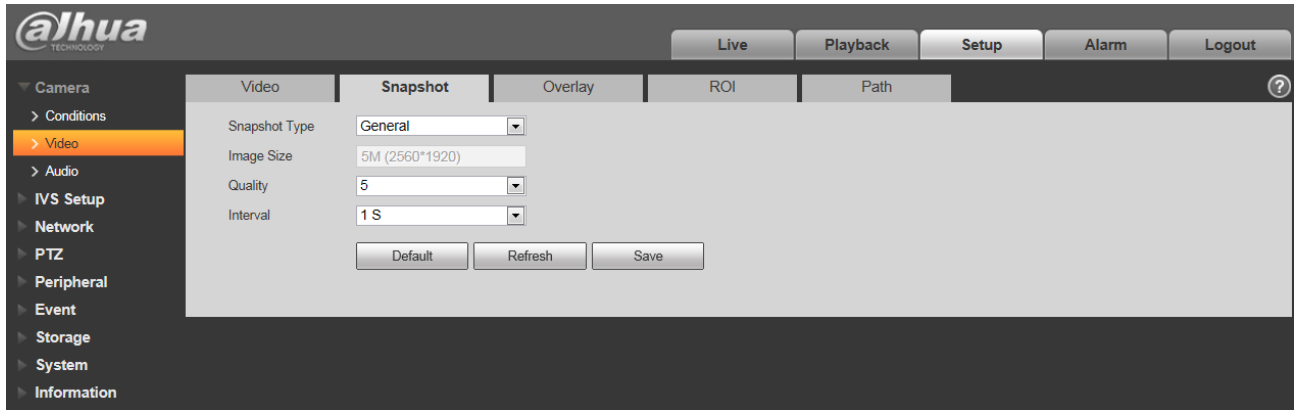 alhua
TECHNOLOGY
Live Playback Setup Alarm Logout
Camera
Conditions
Video
Audio
IVS Setup
Network
PTZ
Peripheral
Event
Storage
System
Information
Video Snapshot Overlay ROI Path ?
Snapshot Type General
Image Size 5M (2560*1920)
Quality 5
Interval 1 S
Default Refresh Save